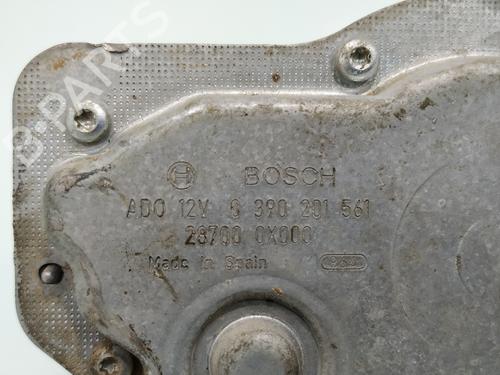 B-PARTS
BOSCH
ADO 12V 0 390 201 561
28700 0X000
Made in Spain